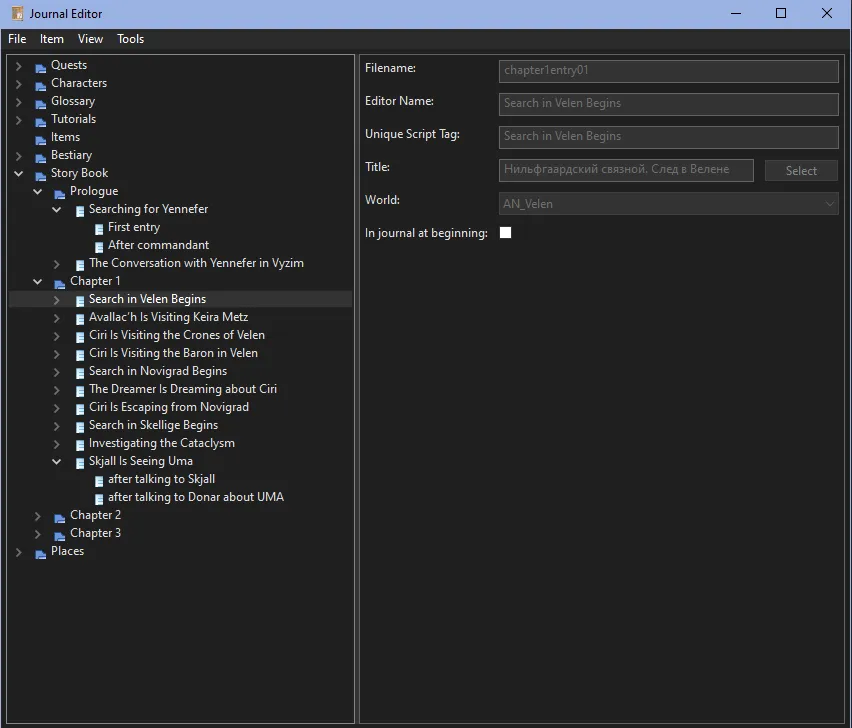 Journal Editor
File Item View Tools
Quests
Characters
Glossary
Tutorials
Items
Bestiary
Story Book
Prologue
Searching for Yennefer
First entry
After commandant
The Conversation with Yennefer in Vyzim
Chapter 1
Search in Velen Begins
Avallac'h Is Visiting Keira Metz
Ciri Is Visiting the Crones of Velen
Ciri Is Visiting the Baron in Velen
Search in Novigrad Begins
The Dreamer Is Dreaming about Ciri
Ciri Is Escaping from Novigrad
Search in Skellige Begins
Investigating the Cataclysm
Skjall Is Seeing Uma
after talking to Skjall
after talking to Donar about UMA
Chapter 2
Chapter 3
Places
Filename: chapter1entry01
Editor Name: Search in Velen Begins
Unique Script Tag: Search in Velen Begins
Title: Нильфгаардский связной. След в Велене Select
World: AN_Velen
In journal at beginning: